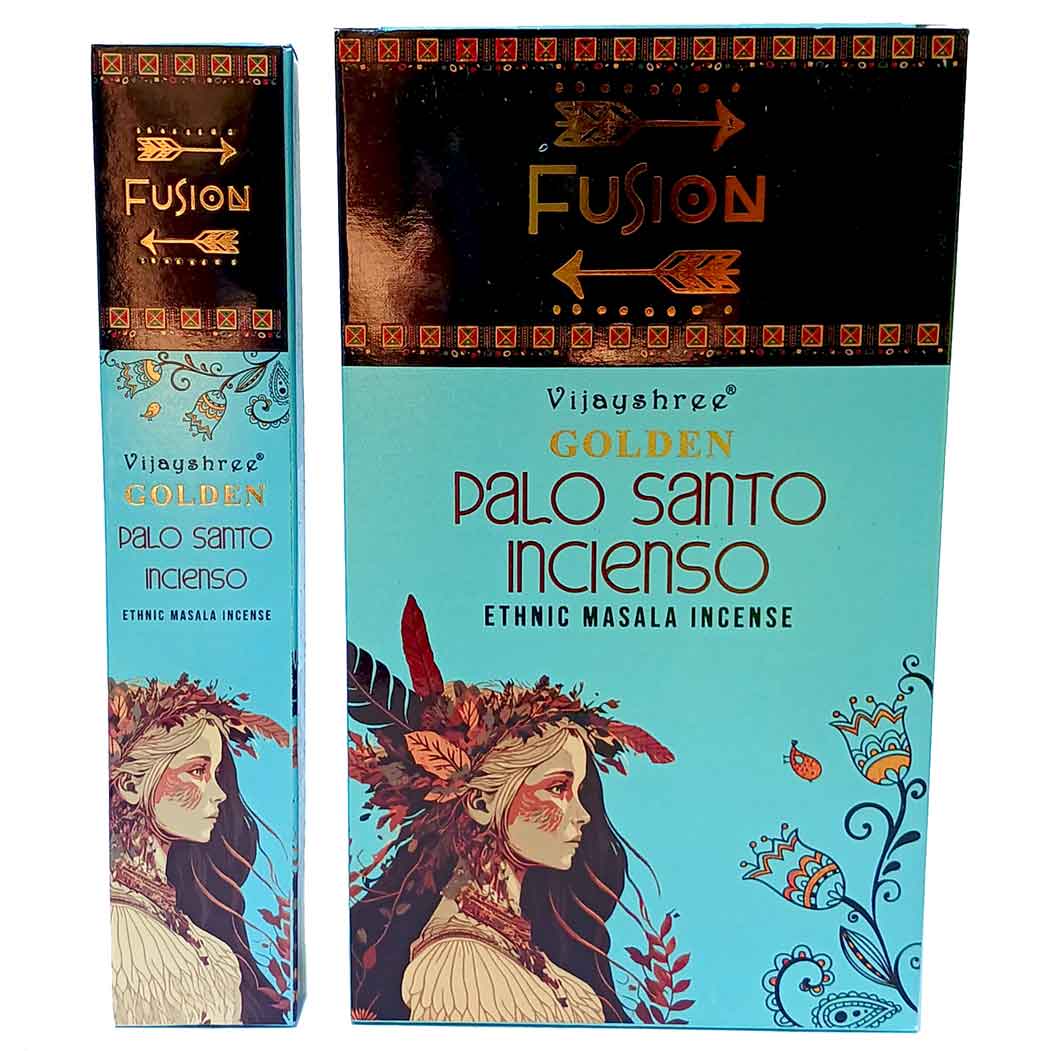 FUSION
Vijayshree®
GOLDEN
PALO SANTO
INCIENSO
ETHNIC MASALA INCENSE
FUSION
Vijayshree®
GOLDEN
PALO SANTO
INCIENSO
ETHNIC MASALA INCENSE